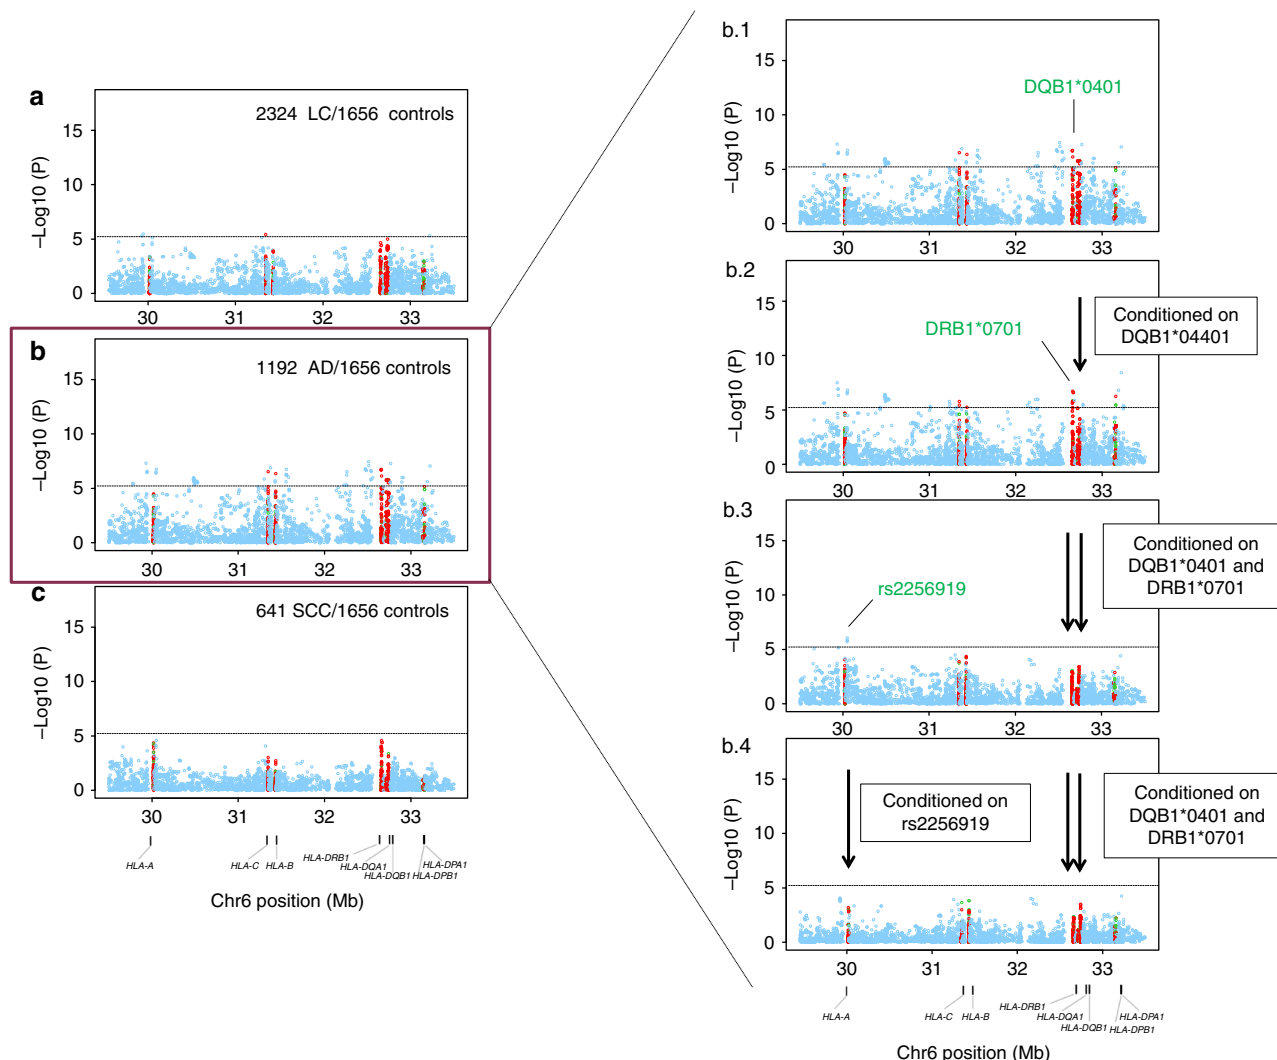 a
2324 LC/1656 controls
−Log10 (P)
15
10
5
0
30
31
32
33
b
1192 AD/1656 controls
−Log10 (P)
15
10
5
0
30
31
32
33
c
641 SCC/1656 controls
−Log10 (P)
15
10
5
0
30
31
32
33
HLA-A
HLA-C
HLA-B
HLA-DRB1
HLA-DQA1
HLA-DQB1
HLA-DPA1
HLA-DPB1
Chr6 position (Mb)
b.1
DQB1*0401
−Log10 (P)
15
10
5
0
30
31
32
33
b.2
DRB1*0701
Conditioned on
DQB1*04401
−Log10 (P)
15
10
5
0
30
31
32
33
b.3
rs2256919
Conditioned on
DQB1*0401 and
DRB1*0701
−Log10 (P)
15
10
5
0
30
31
32
33
b.4
Conditioned on
rs2256919
Conditioned on
DQB1*0401 and
DRB1*0701
−Log10 (P)
15
10
5
0
30
31
32
33
HLA-A
HLA-C
HLA-B
HLA-DRB1
HLA-DQA1
HLA-DQB1
HLA-DPA1
HLA-DPB1
Chr6 position (Mb)